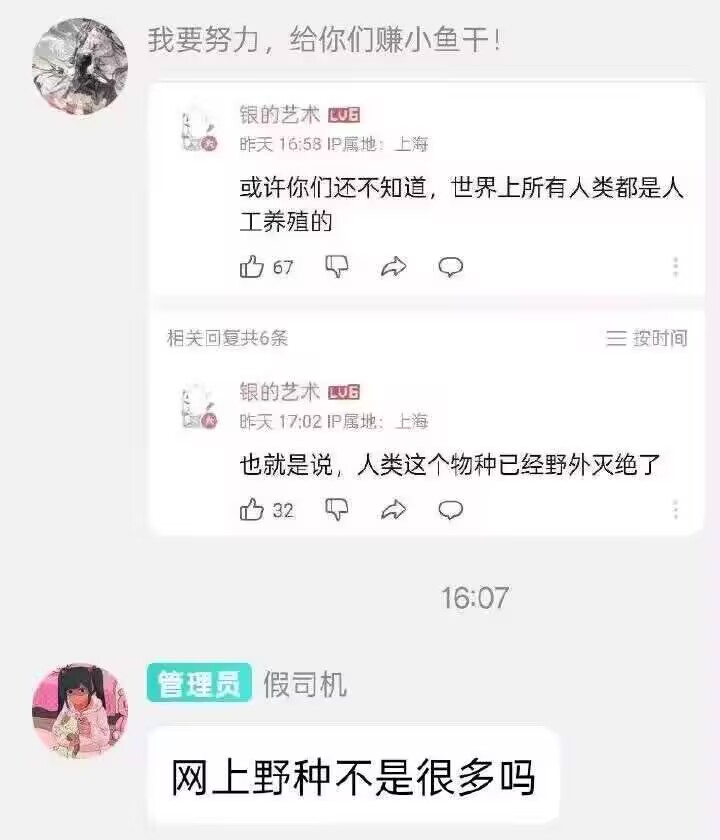 我要努力，给你们赚小鱼干！
银的艺术 LV6
昨天 16:58 IP属地：上海
或许你们还不知道，世界上所有人类都是人
工养殖的
67
相关回复共6条 按时间
银的艺术 LV6
昨天 17:02 IP属地：上海
也就是说，人类这个物种已经野外灭绝了
32
16:07
管理员 假司机
网上野种不是很多吗